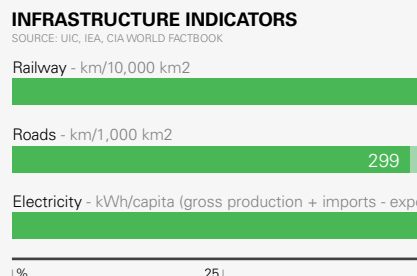 INFRASTRUCTURE INDICATORS
SOURCE: UIC, IEA, CIA WORLD FACTBOOK
Railway - km/10,000 km2
Roads - km/1,000 km2
299
Electricity - kWh/capita (gross production + imports - expo
% 25